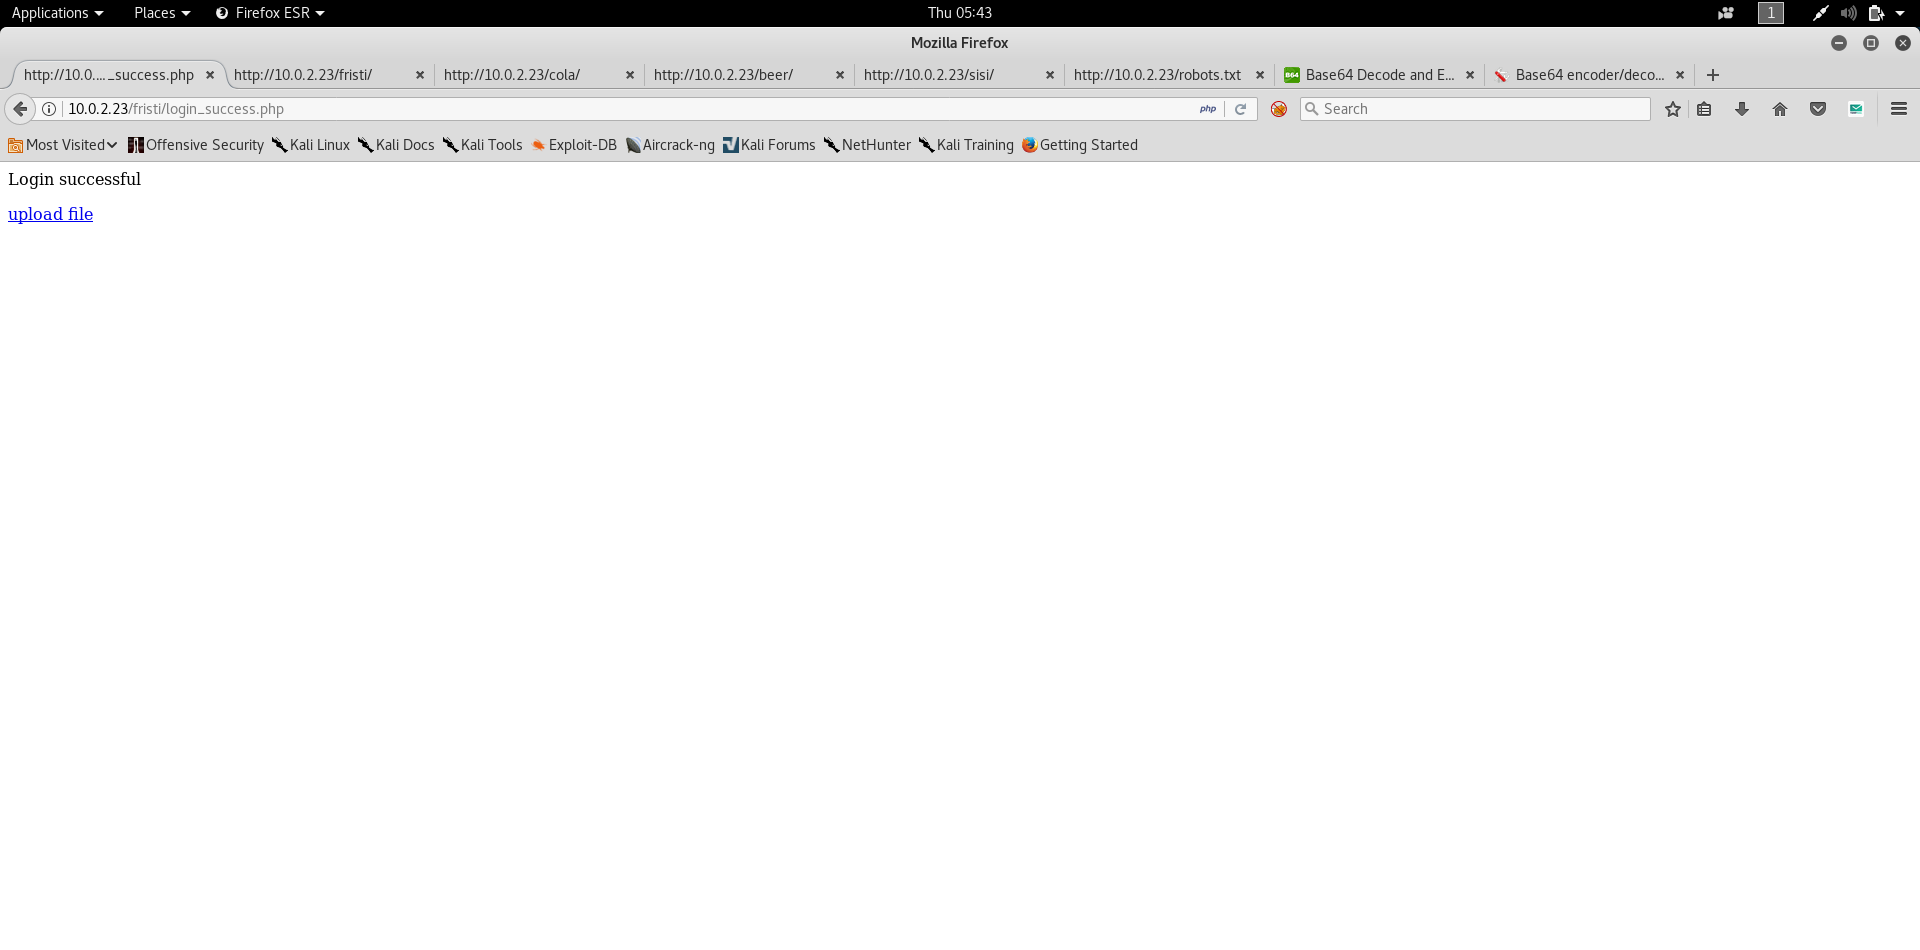 Applications Places Firefox ESR Thu 05:43 1
Mozilla Firefox
http://10.0...._success.php http://10.0.2.23/fristi/ http://10.0.2.23/cola/ http://10.0.2.23/beer/ http://10.0.2.23/sisi/ http://10.0.2.23/robots.txt B64 Base64 Decode and E... Base64 encoder/deco...
10.0.2.23/fristi/login_success.php php Search
Most Visited Offensive Security Kali Linux Kali Docs Kali Tools Exploit-DB Aircrack-ng Kali Forums NetHunter Kali Training Getting Started
Login successful
upload file